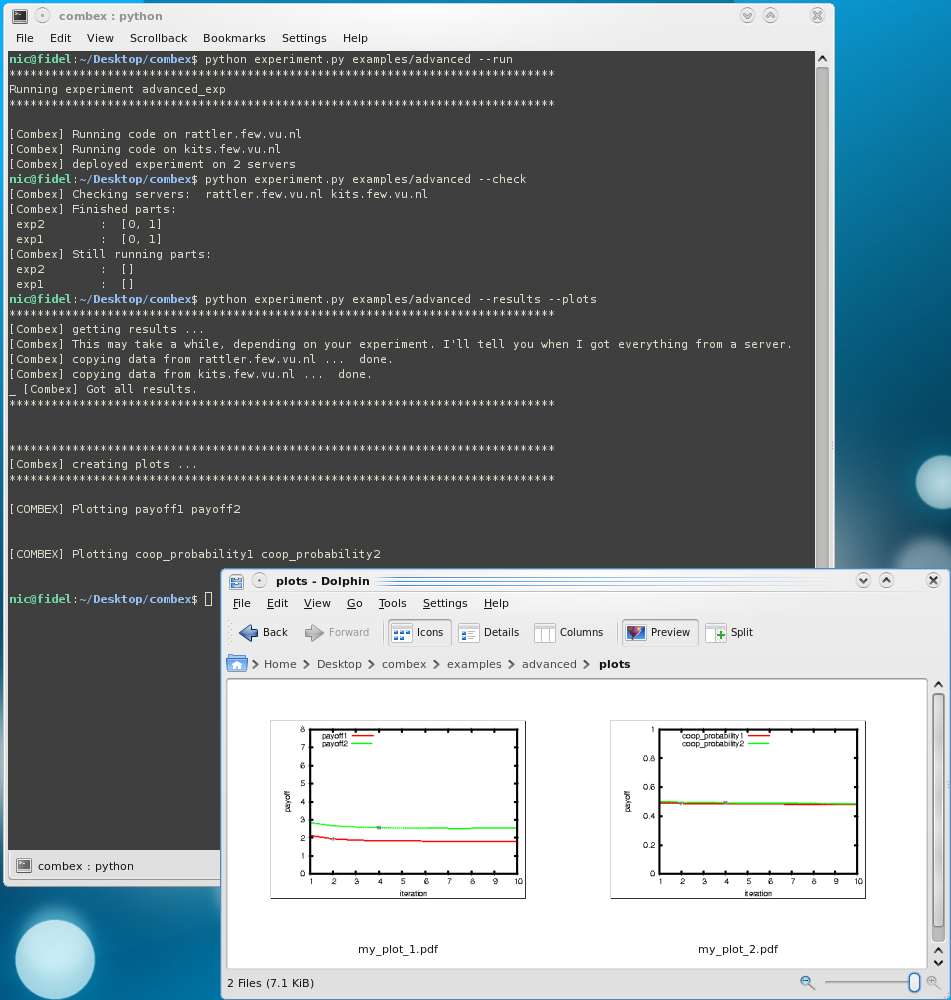 combex : python
File Edit View Scrollback Bookmarks Settings Help
nic@fidel:~/Desktop/combex$ python experiment.py examples/advanced --run
******************************************************************************
Running experiment advanced_exp
******************************************************************************
[Combex] Running code on rattler.few.vu.nl
[Combex] Running code on kits.few.vu.nl
[Combex] deployed experiment on 2 servers
nic@fidel:~/Desktop/combex$ python experiment.py examples/advanced --check
[Combex] Checking servers:  rattler.few.vu.nl kits.few.vu.nl
[Combex] Finished parts:
exp2        :  [0, 1]
exp1        :  [0, 1]
[Combex] Still running parts:
exp2        :  []
exp1        :  []
nic@fidel:~/Desktop/combex$ python experiment.py examples/advanced --results --plots
******************************************************************************
[Combex] getting results ...
[Combex] This may take a while, depending on your experiment. I'll tell you when I got everything from a server.
[Combex] copying data from rattler.few.vu.nl ...  done.
[Combex] copying data from kits.few.vu.nl ...  done.
_ [Combex] Got all results.
******************************************************************************
******************************************************************************
[Combex] creating plots ...
******************************************************************************
[COMBEX] Plotting payoff1 payoff2
[COMBEX] Plotting coop_probability1 coop_probability2
nic@fidel:~/Desktop/combex$
combex : python
plots - Dolphin
File Edit View Go Tools Settings Help
Back Forward Icons Details Columns Preview Split
Home > Desktop > combex > examples > advanced > plots
payoff1
payoff2
8
7
6
5
4
3
2
1
0
payoff
1 2 3 4 5 6 7 8 9 10
iteration
my_plot_1.pdf
coop_probability1
coop_probability2
1
0.8
0.6
0.4
0.2
0
payoff
1 2 3 4 5 6 7 8 9 10
iteration
my_plot_2.pdf
2 Files (7.1 KiB)